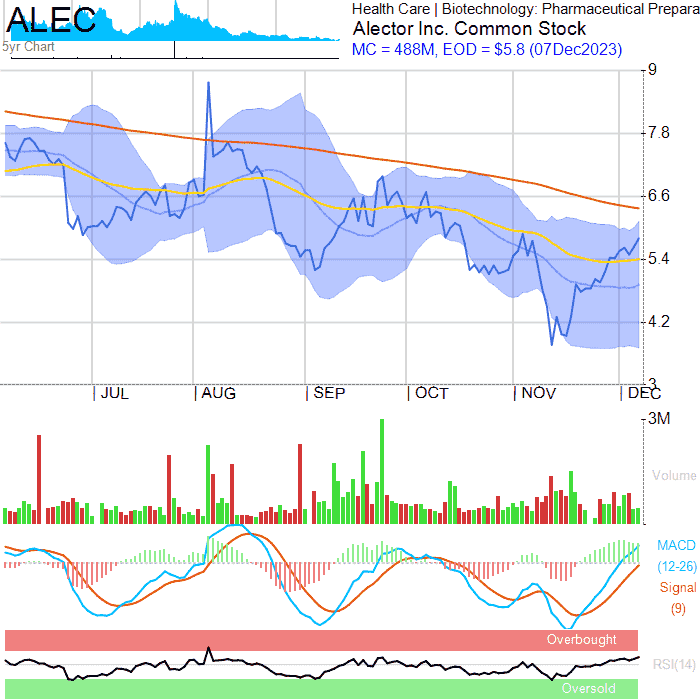 ALEC
5yr Chart
Health Care | Biotechnology: Pharmaceutical Prepara
Alector Inc. Common Stock
MC = 488M, EOD = $5.8 (07Dec2023)
9
7.8
6.6
5.4
4.2
3
JUL AUG SEP OCT NOV DEC
3M
Volume
MACD
(12-26)
Signal
(9)
Overbought
RSI(14)
Oversold